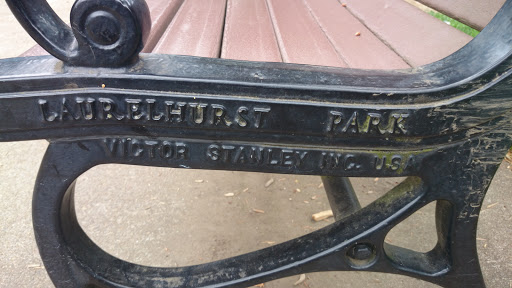 LAURELHURST PARK
VICTOR STANLEY INC. USA